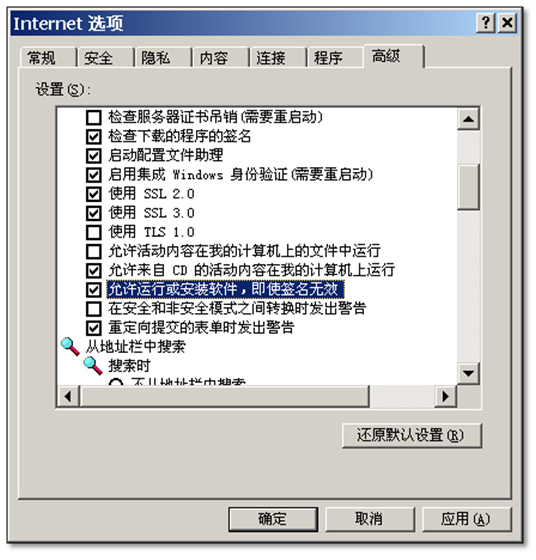 Internet 选项
常规 安全 隐私 内容 连接 程序 高级
设置(S):
检查服务器证书吊销(需要重启动)
检查下载的程序的签名
启动配置文件助理
启用集成 Windows 身份验证(需要重启动)
使用 SSL 2.0
使用 SSL 3.0
使用 TLS 1.0
允许活动内容在我的计算机上的文件中运行
允许来自 CD 的活动内容在我的计算机上运行
允许运行或安装软件，即使签名无效
在安全和非安全模式之间转换时发出警告
重定向提交的表单时发出警告
从地址栏中搜索
搜索时
不从地址栏中搜索
还原默认设置(R)
确定 取消 应用(A)